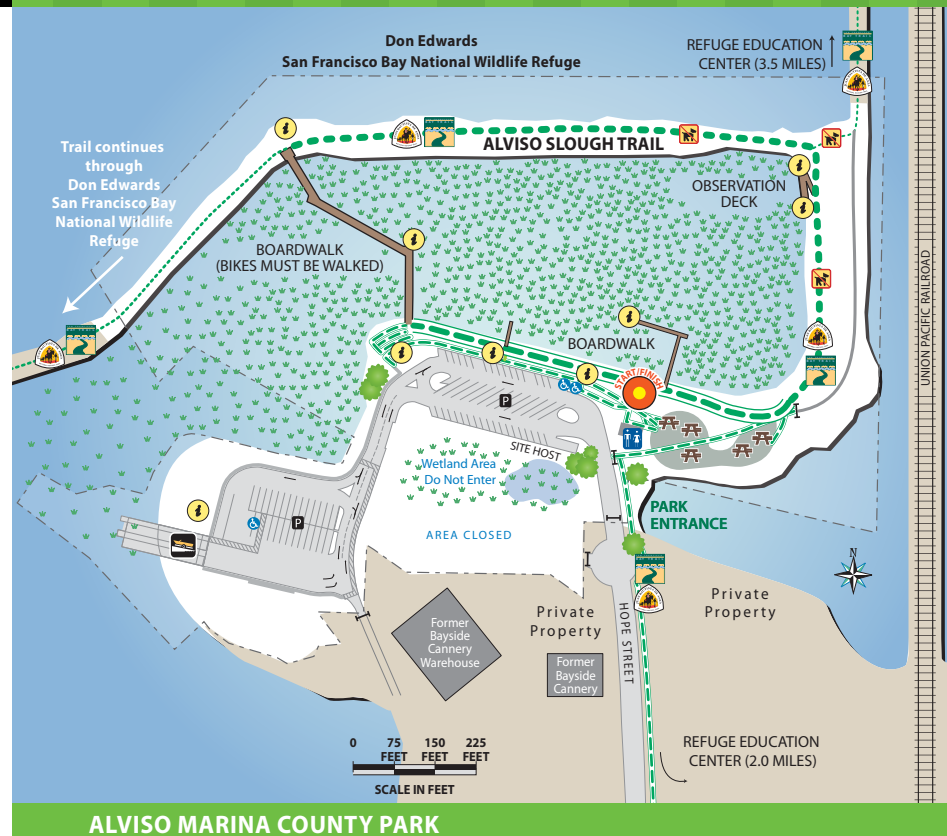 Don Edwards
San Francisco Bay National Wildlife Refuge
REFUGE EDUCATION
CENTER (3.5 MILES)
Trail continues
through
Don Edwards
San Francisco Bay
National Wildlife
Refuge
ALVISO SLOUGH TRAIL
OBSERVATION
DECK
BOARDWALK
(BIKES MUST BE WALKED)
UNION PACIFIC RAILROAD
BOARDWALK
START/FINISH
P
SITE HOST
Wetland Area
Do Not Enter
PARK
ENTRANCE
P
AREA CLOSED
N
Private
Property
Private
Property
HOPE STREET
Former
Bayside
Cannery
Warehouse
Former
Bayside
Cannery
0 75 150 225
FEET FEET FEET
SCALE IN FEET
REFUGE EDUCATION
CENTER (2.0 MILES)
ALVISO MARINA COUNTY PARK